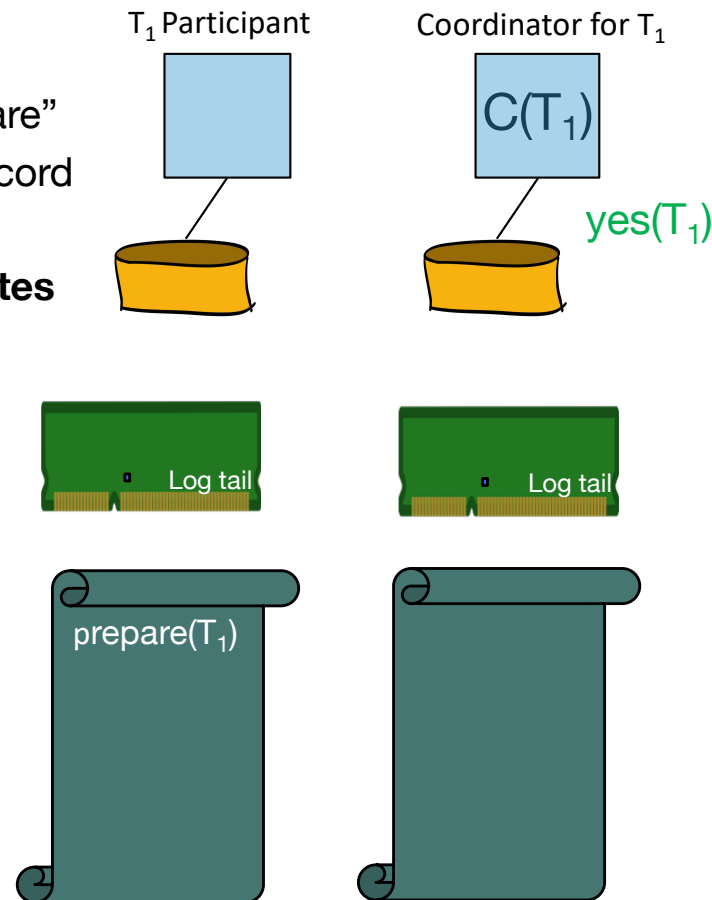 T₁ Participant
Coordinator for T₁
are”
C(T₁)
cord
yes(T₁)
tes
Log tail
Log tail
prepare(T₁)